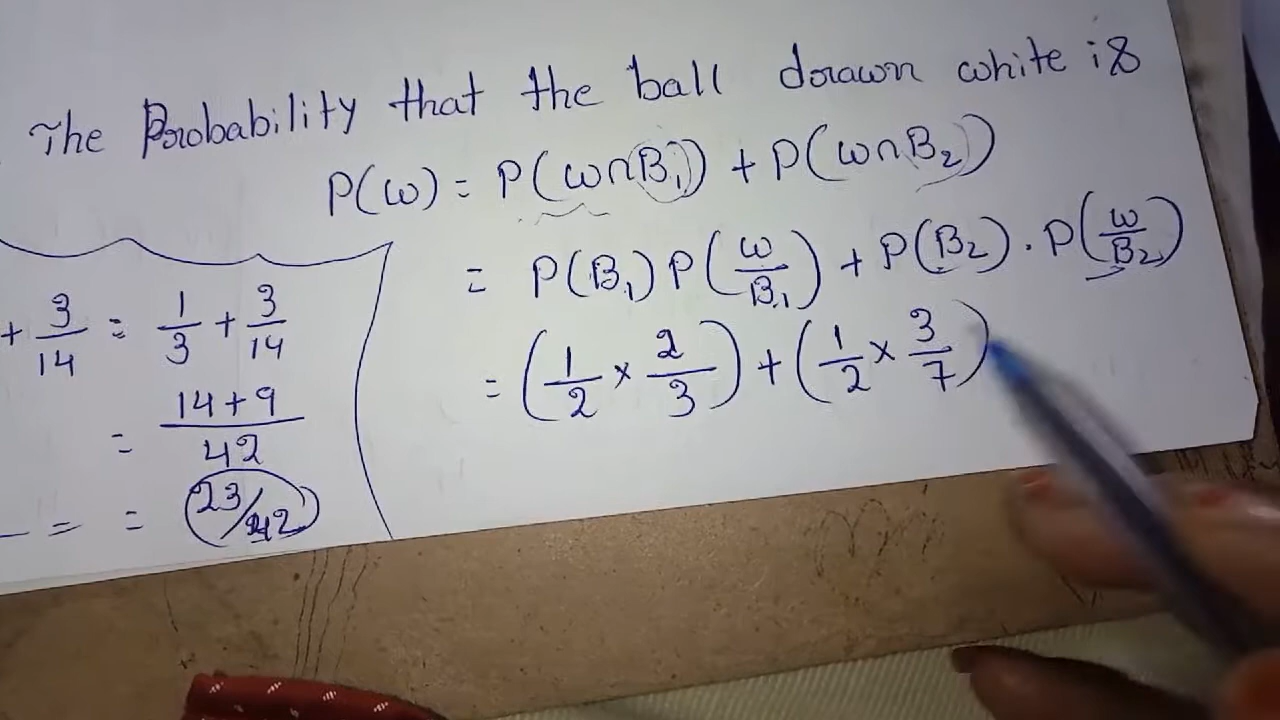 The Probability that the ball drawn white is
P(ω) = P(ω∩B₁) + P(ω∩B₂)
= P(B₁) P(ω/B₁) + P(B₂) . P(ω/B₂)
= (1/2 × 2/3) + (1/2 × 3/7)
+ 3/14 = 1/3 + 3/14
= 14+9/42
= = 23/42